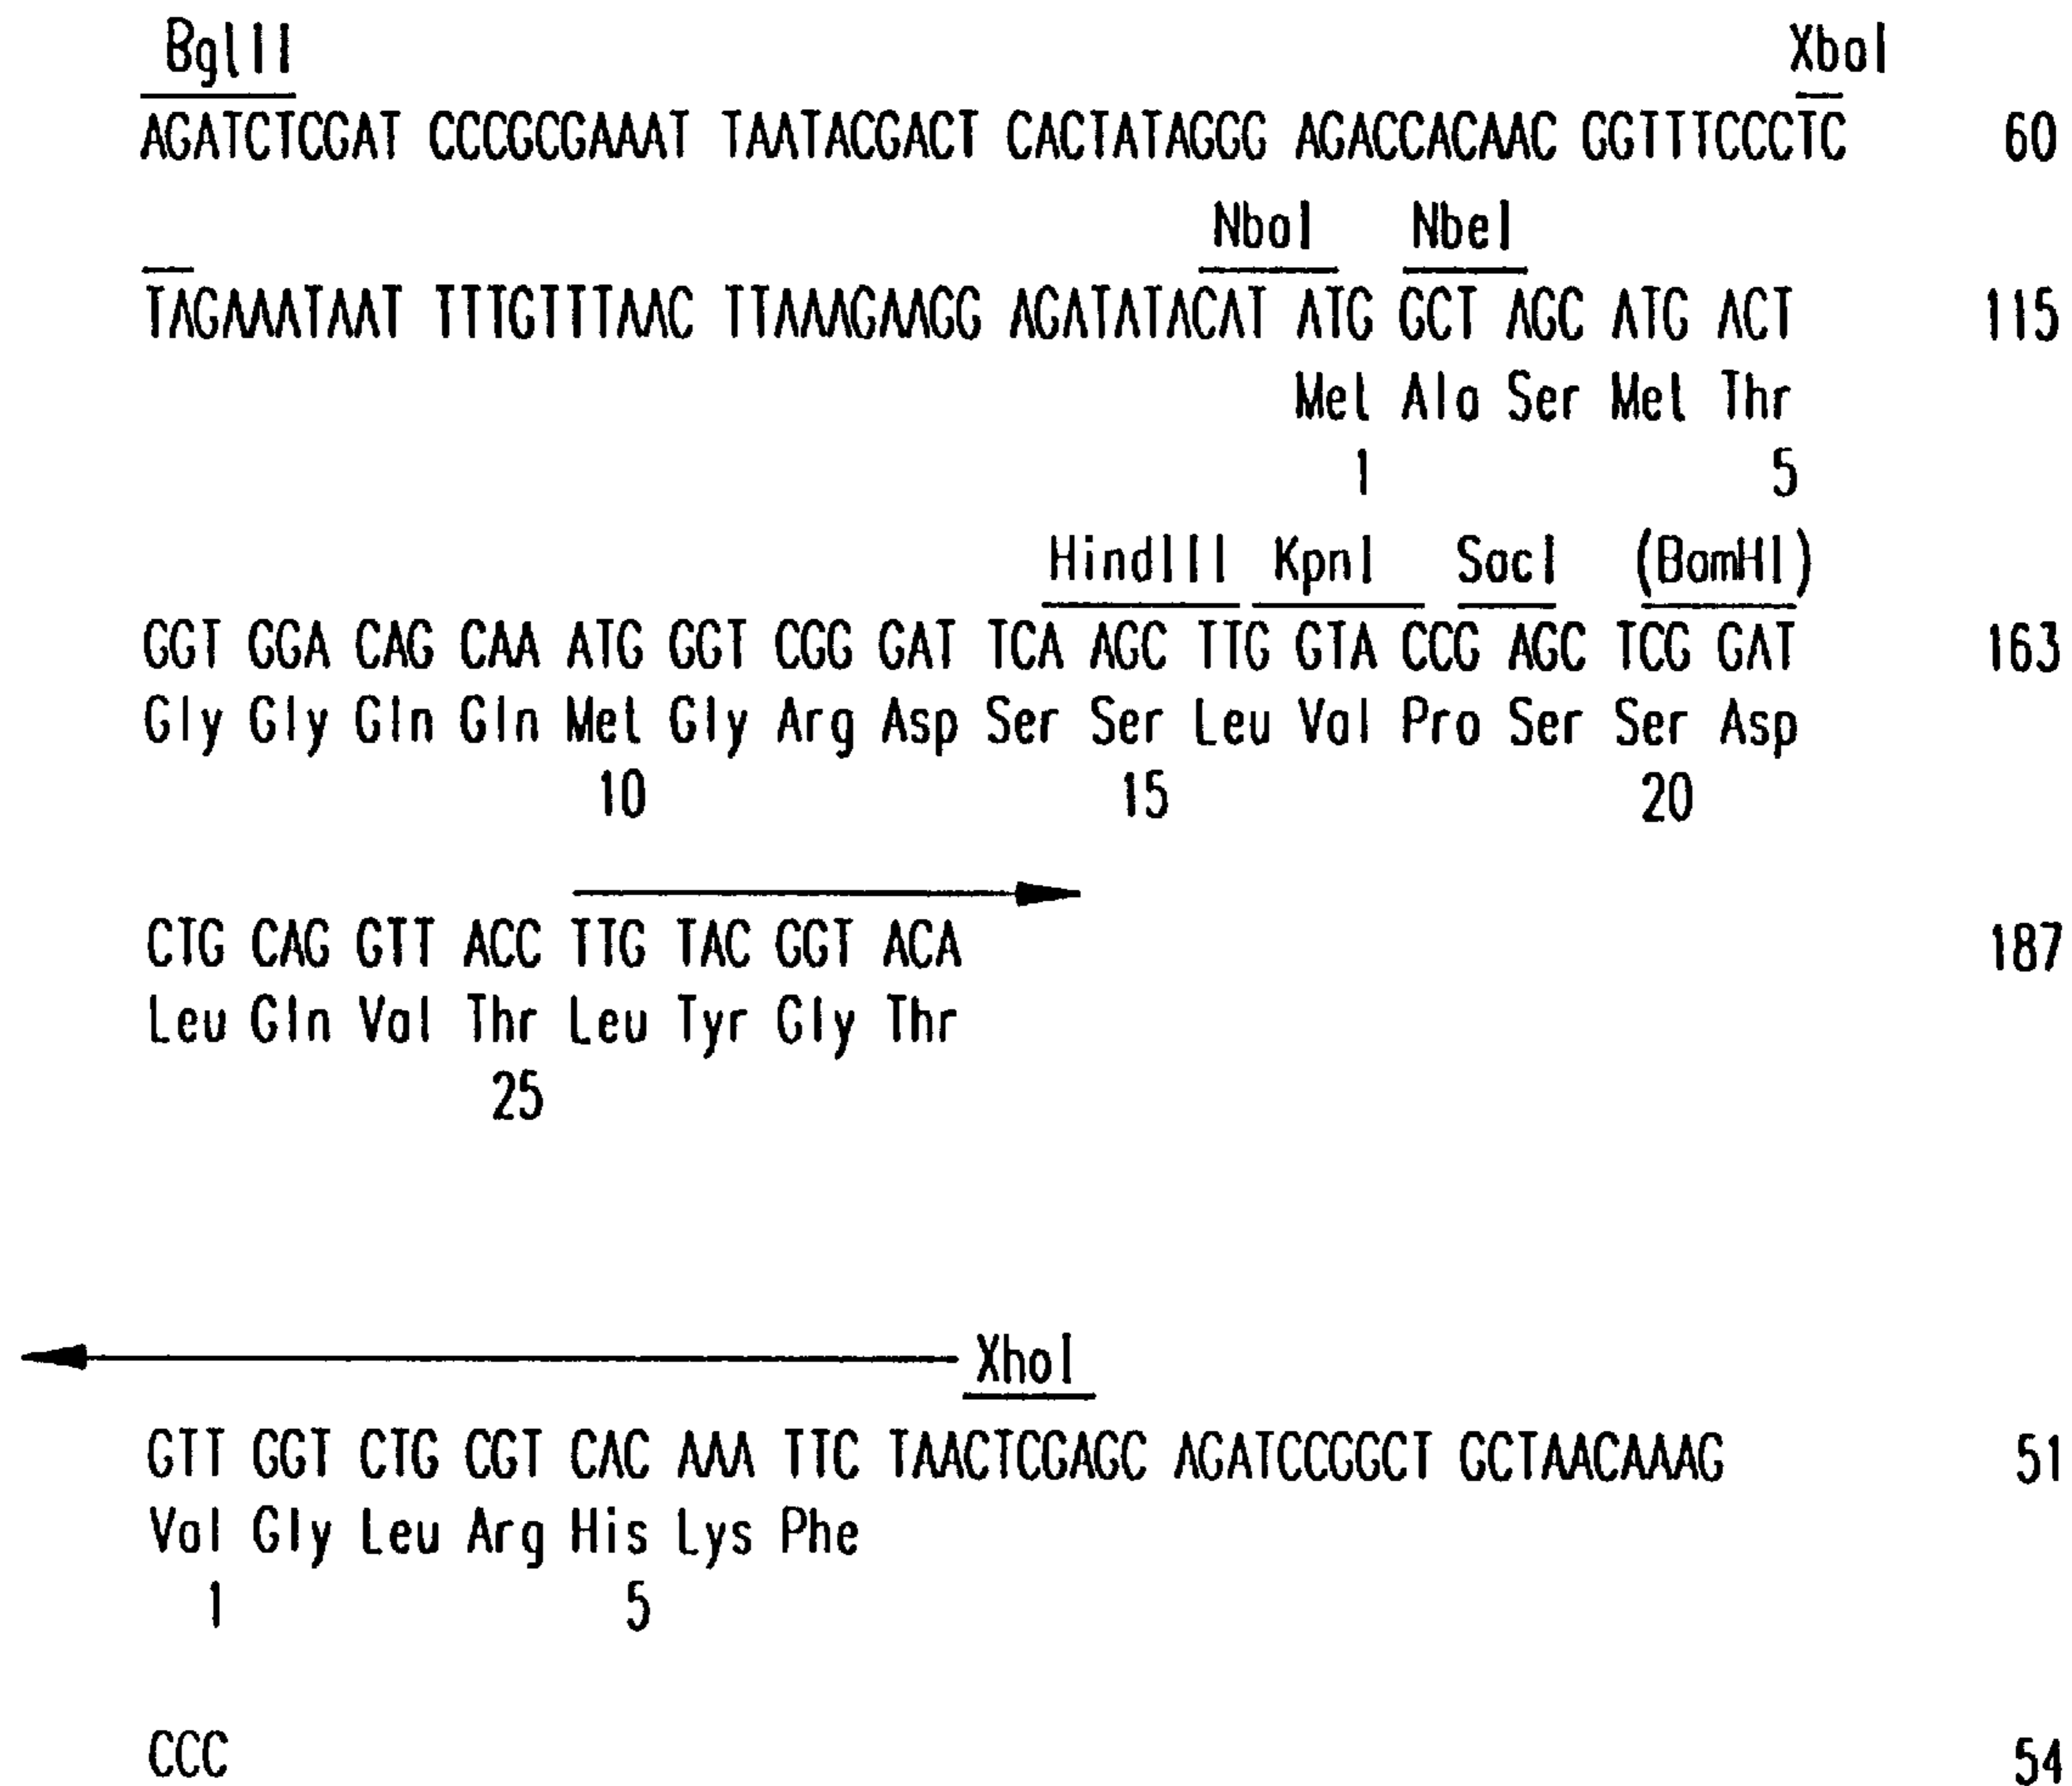 BglII XbaI
AGATCTCGAT CCCGCGAAAT TAATACGACT CACTATAGGG AGACCACAAC GGTTTCCCTC 60
NboI NbeI
TAGAAATAAT TTTGTTTAAC TTAAAGAAGG AGATATACAT ATG GCT AGC ATG ACT 115
Met Ala Ser Met Thr
1 5
HindIII KpnI SacI (BamHI)
GGT GGA CAG CAA ATG GGT CGG GAT TCA AGC TTG GTA CCG AGC TCG GAT 163
Gly Gly Gln Gln Met Gly Arg Asp Ser Ser Leu Val Pro Ser Ser Asp
10 15 20
CTG CAG GTT ACC TTG TAC GGT ACA 187
Leu Gln Val Thr Leu Tyr Gly Thr
25
XhoI
GTT GGT CTG CGT CAC AAA TTC TAACTCGAGC AGATCCGGCT GCTAACAAAG 51
Val Gly Leu Arg His Lys Phe
1 5
CCC 54